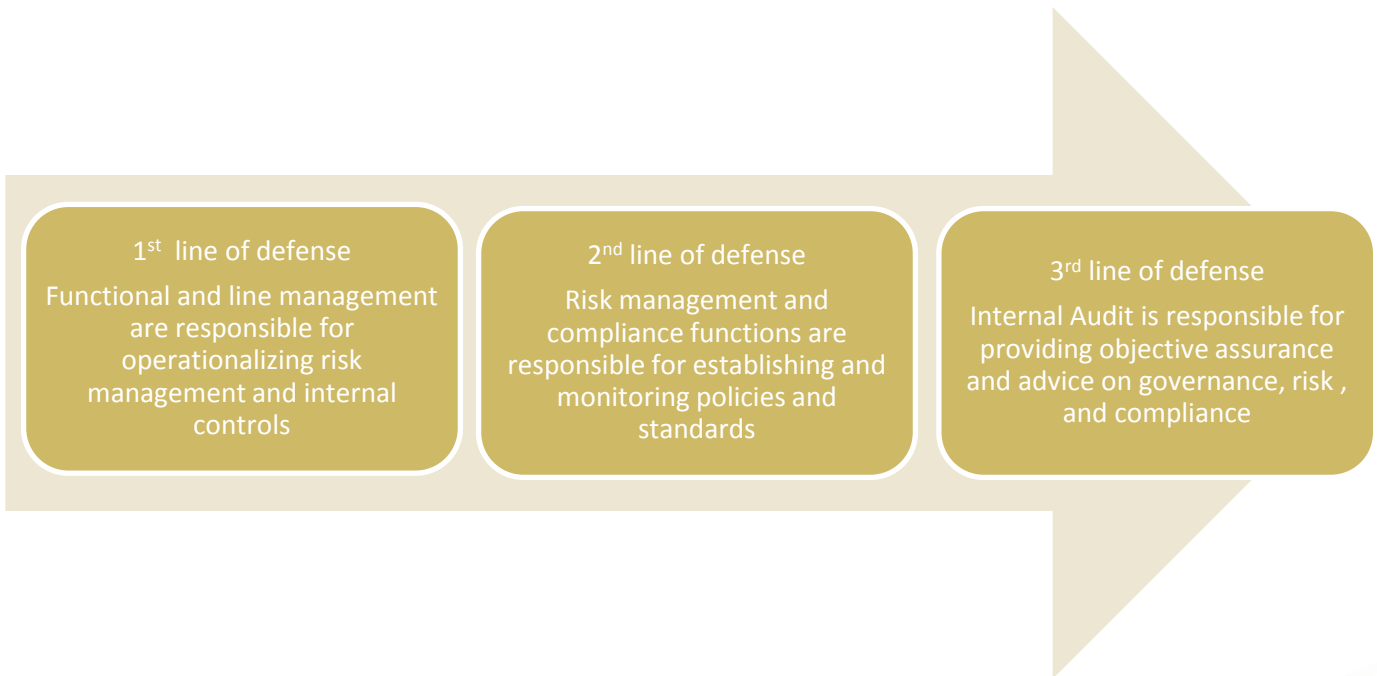 1st line of defense
Functional and line management
are responsible for
operationalizing risk
management and internal
controls
2nd line of defense
Risk management and
compliance functions are
responsible for establishing and
monitoring policies and
standards
3rd line of defense
Internal Audit is responsible for
providing objective assurance
and advice on governance, risk ,
and compliance